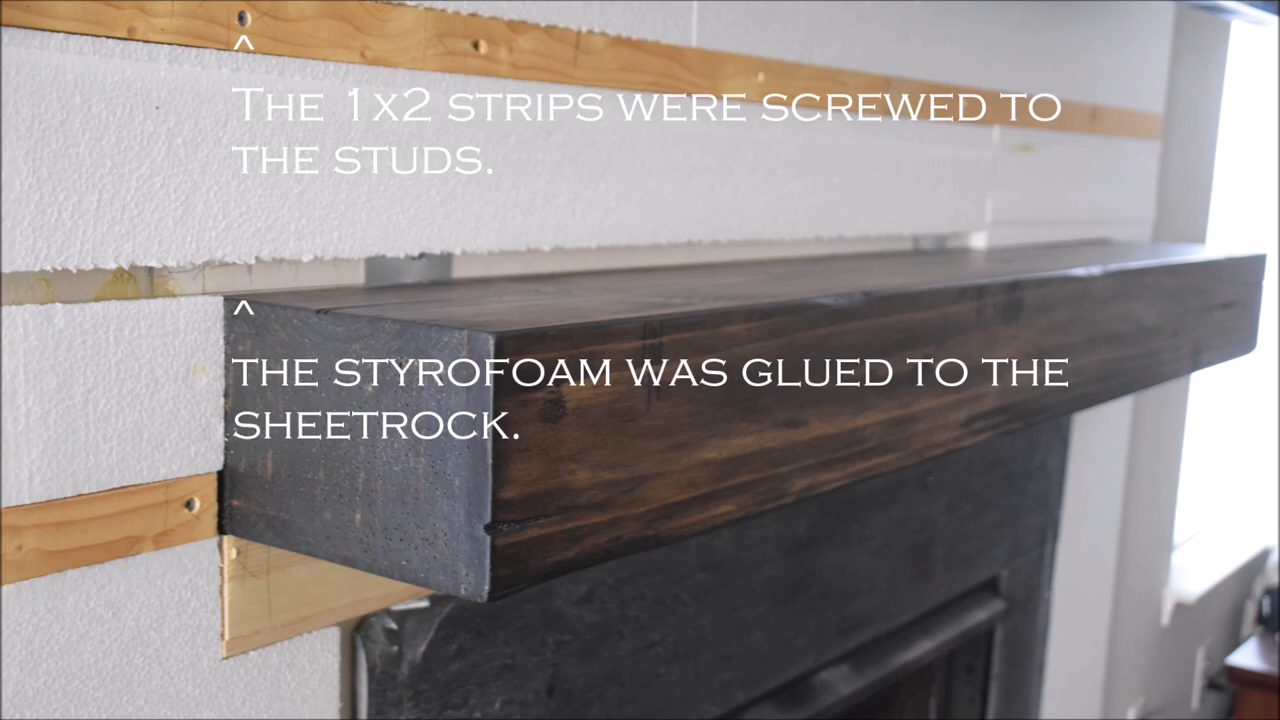 ^
The 1x2 strips were screwed to
the studs.
^
the styrofoam was glued to the
sheetrock.